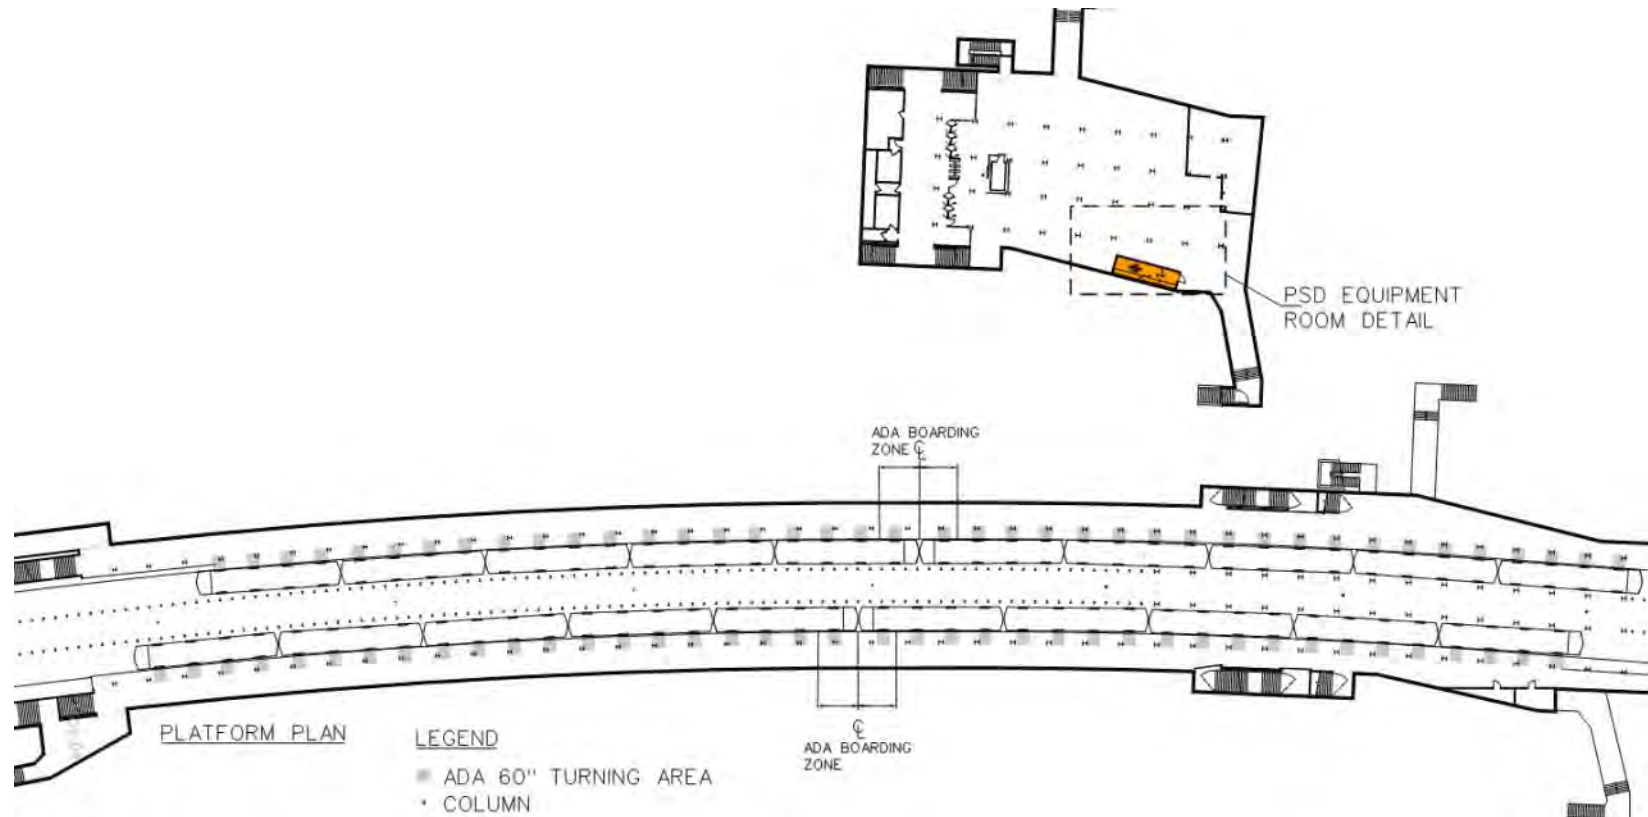 PSD EQUIPMENT
ROOM DETAIL
ADA BOARDING
ZONE ℄
PLATFORM PLAN
LEGEND
ADA 60" TURNING AREA
COLUMN
℄
ADA BOARDING
ZONE